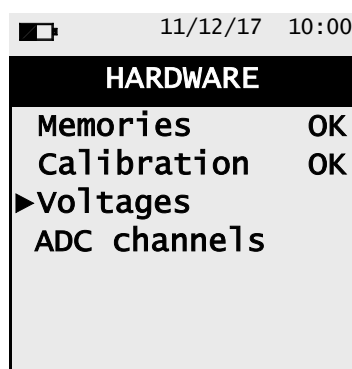 11/12/17 10:00
HARDWARE
Memories OK
Calibration OK
►Voltages
ADC channels